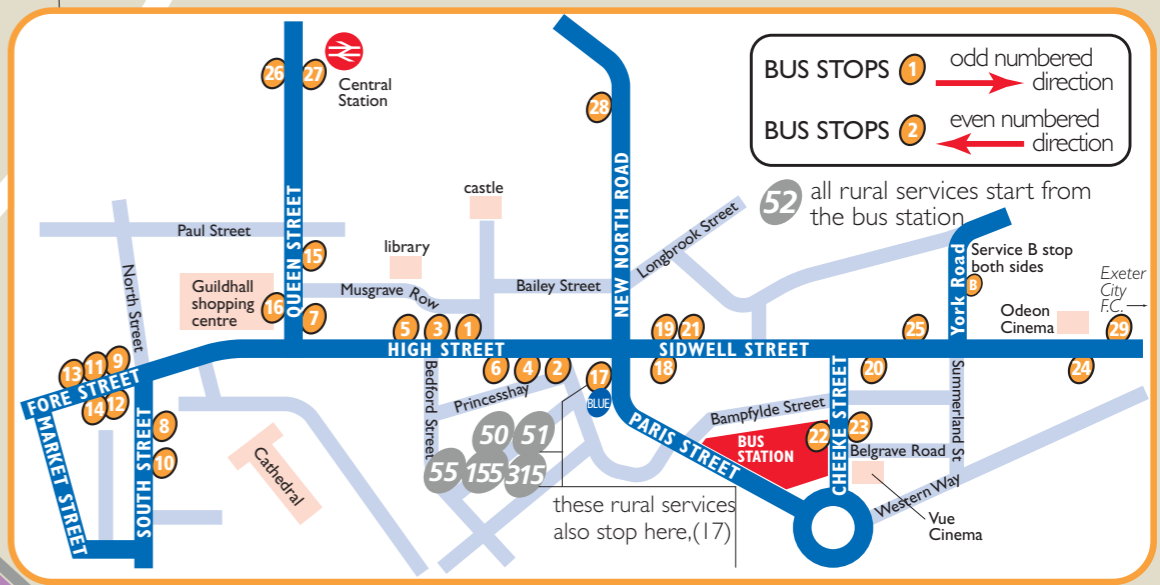 26
27
Central
Station
28
BUS STOPS 1 odd numbered
direction
BUS STOPS 2 even numbered
direction
52 all rural services start from
the bus station
castle
Paul Street
North Street
QUEEN STREET
15
library
Guildhall
shopping
centre
16
7
Musgrave Row
Bailey Street
NEW NORTH ROAD
Longbrook Street
York Road
Service B stop
both sides
B
Exeter
City
F.C.
Odeon
Cinema
29
5
3
1
19
21
25
HIGH STREET
SIDWELL STREET
13
11
9
FORE STREET
14
12
6
4
2
17
BLUE
18
20
24
Bedford Street
Princesshay
MARKET STREET
SOUTH STREET
8
10
Cathedral
50
51
55
155
315
these rural services
also stop here,(17)
PARIS STREET
Bampfylde Street
BUS
STATION
22
CHEEKE STREET
23
Belgrave Road
Summerland St
Western Way
Vue
Cinema